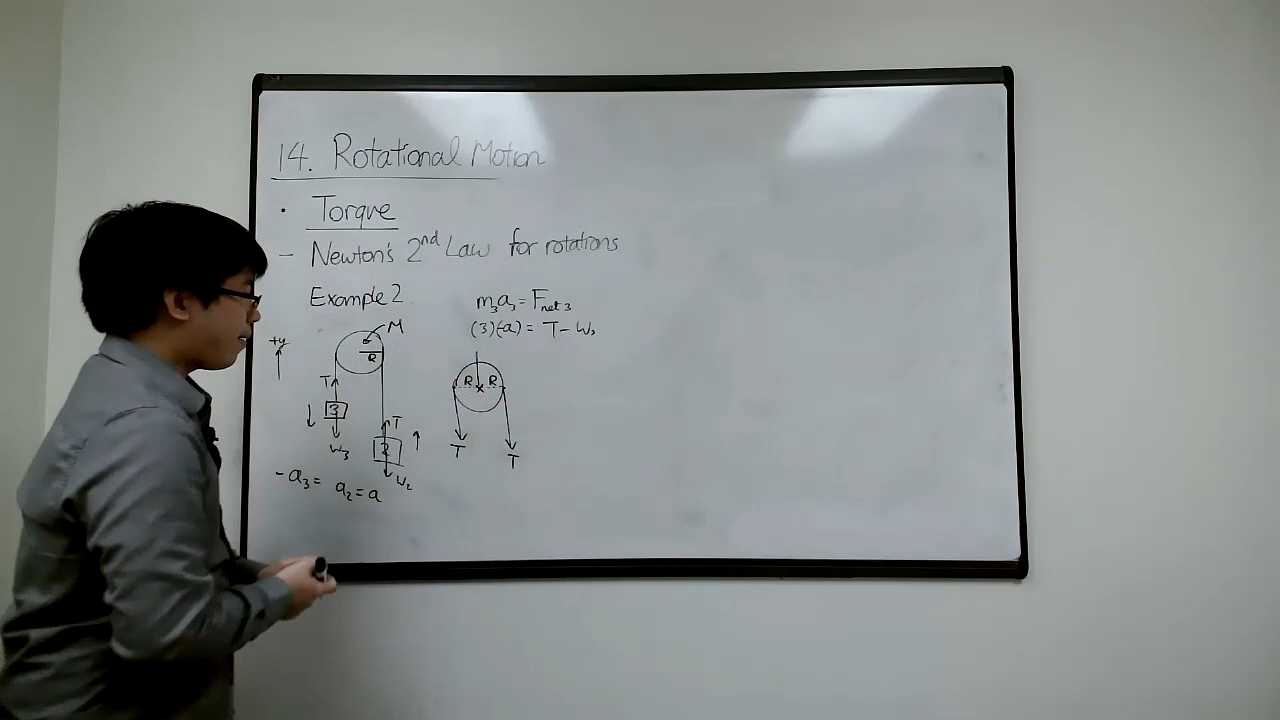 14. Rotational Motion
• Torque
- Newton's 2nd Law for rotations
Example 2
m₃a₃ = Fnet 3
(3)(-a) = T - W₃
+y
M
R
T
3
W₃
T
2
W₂
-a₃ = a₂ = a
R R
T
T